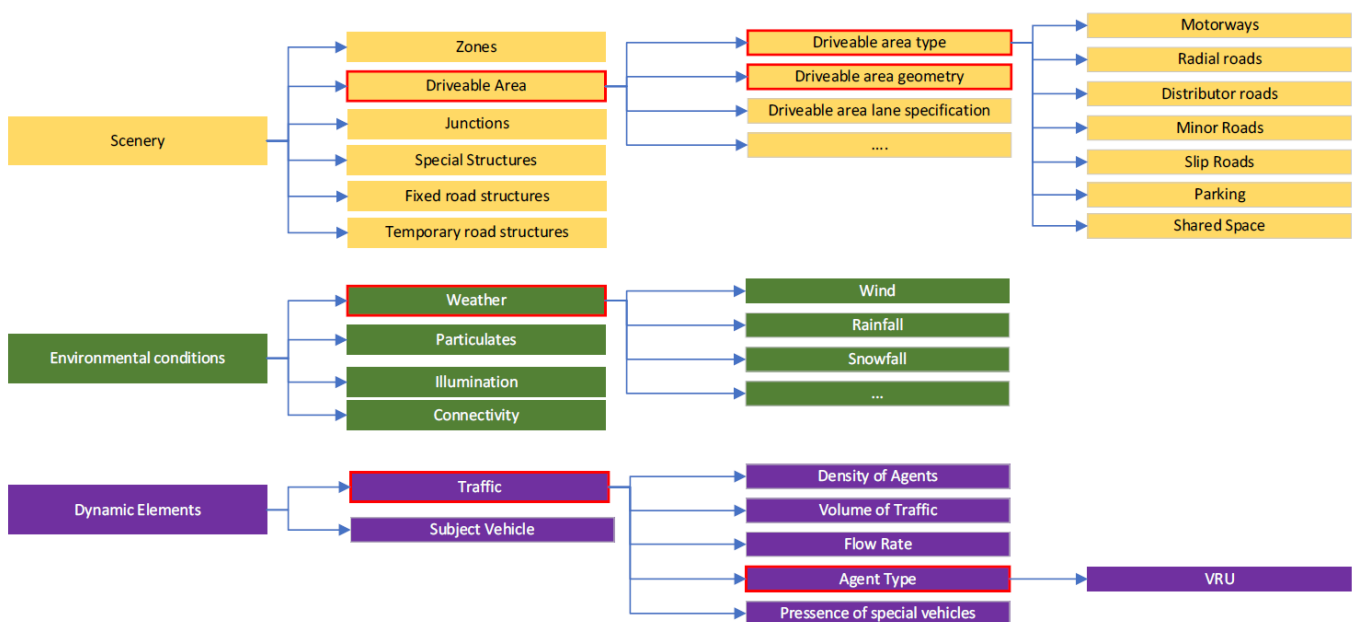 Scenery
Zones
Driveable Area
Junctions
Special Structures
Fixed road structures
Temporary road structures
Driveable area type
Driveable area geometry
Driveable area lane specification
....
Motorways
Radial roads
Distributor roads
Minor Roads
Slip Roads
Parking
Shared Space
Environmental conditions
Weather
Particulates
Illumination
Connectivity
Wind
Rainfall
Snowfall
...
Dynamic Elements
Traffic
Subject Vehicle
Density of Agents
Volume of Traffic
Flow Rate
Agent Type
Pressence of special vehicles
VRU